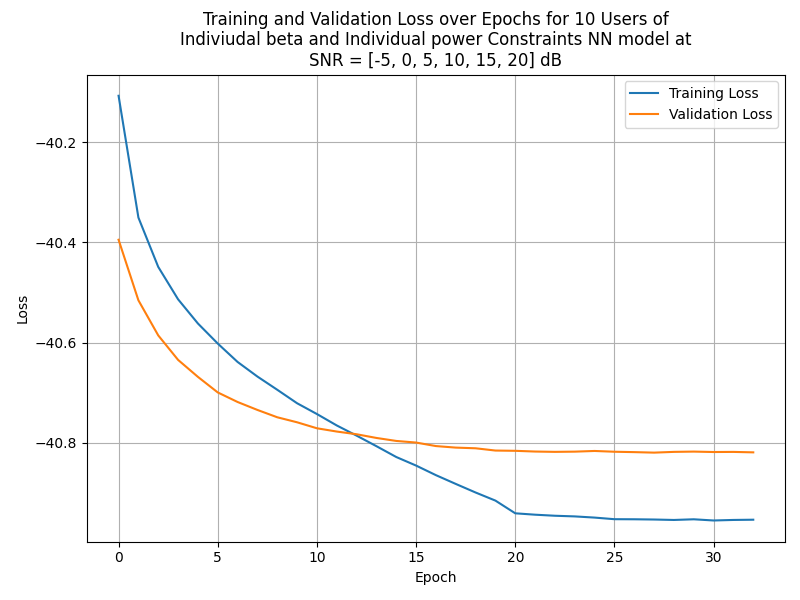 Training and Validation Loss over Epochs for 10 Users of
Indiviudal beta and Individual power Constraints NN model at
SNR = [-5, 0, 5, 10, 15, 20] dB
Training Loss
Validation Loss
−40.2
−40.4
−40.6
−40.8
Loss
0 5 10 15 20 25 30
Epoch